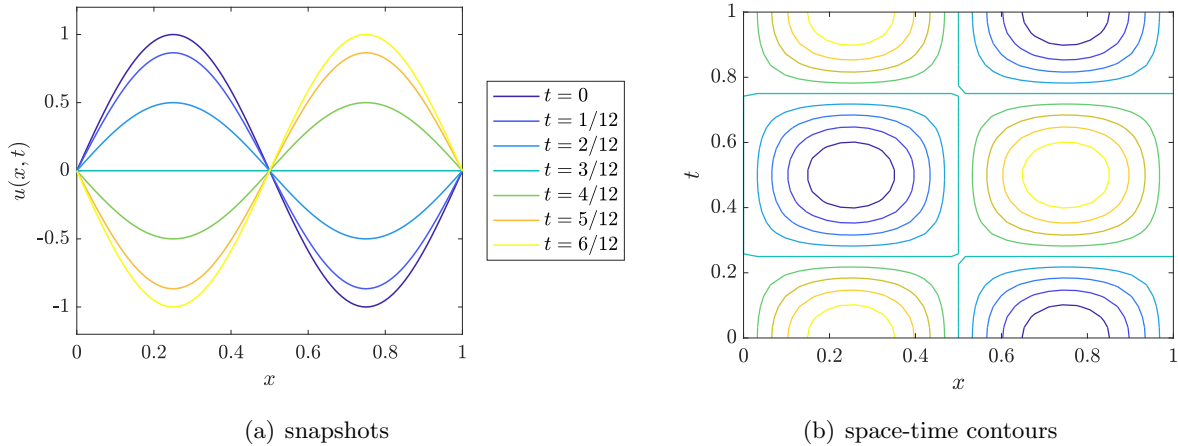 1
0.5
0
-0.5
-1
u(x, t)
0 0.2 0.4 0.6 0.8 1
x
t = 0
t = 1/12
t = 2/12
t = 3/12
t = 4/12
t = 5/12
t = 6/12
(a) snapshots
1
0.8
0.6
0.4
0.2
0
t
0 0.2 0.4 0.6 0.8 1
x
(b) space-time contours